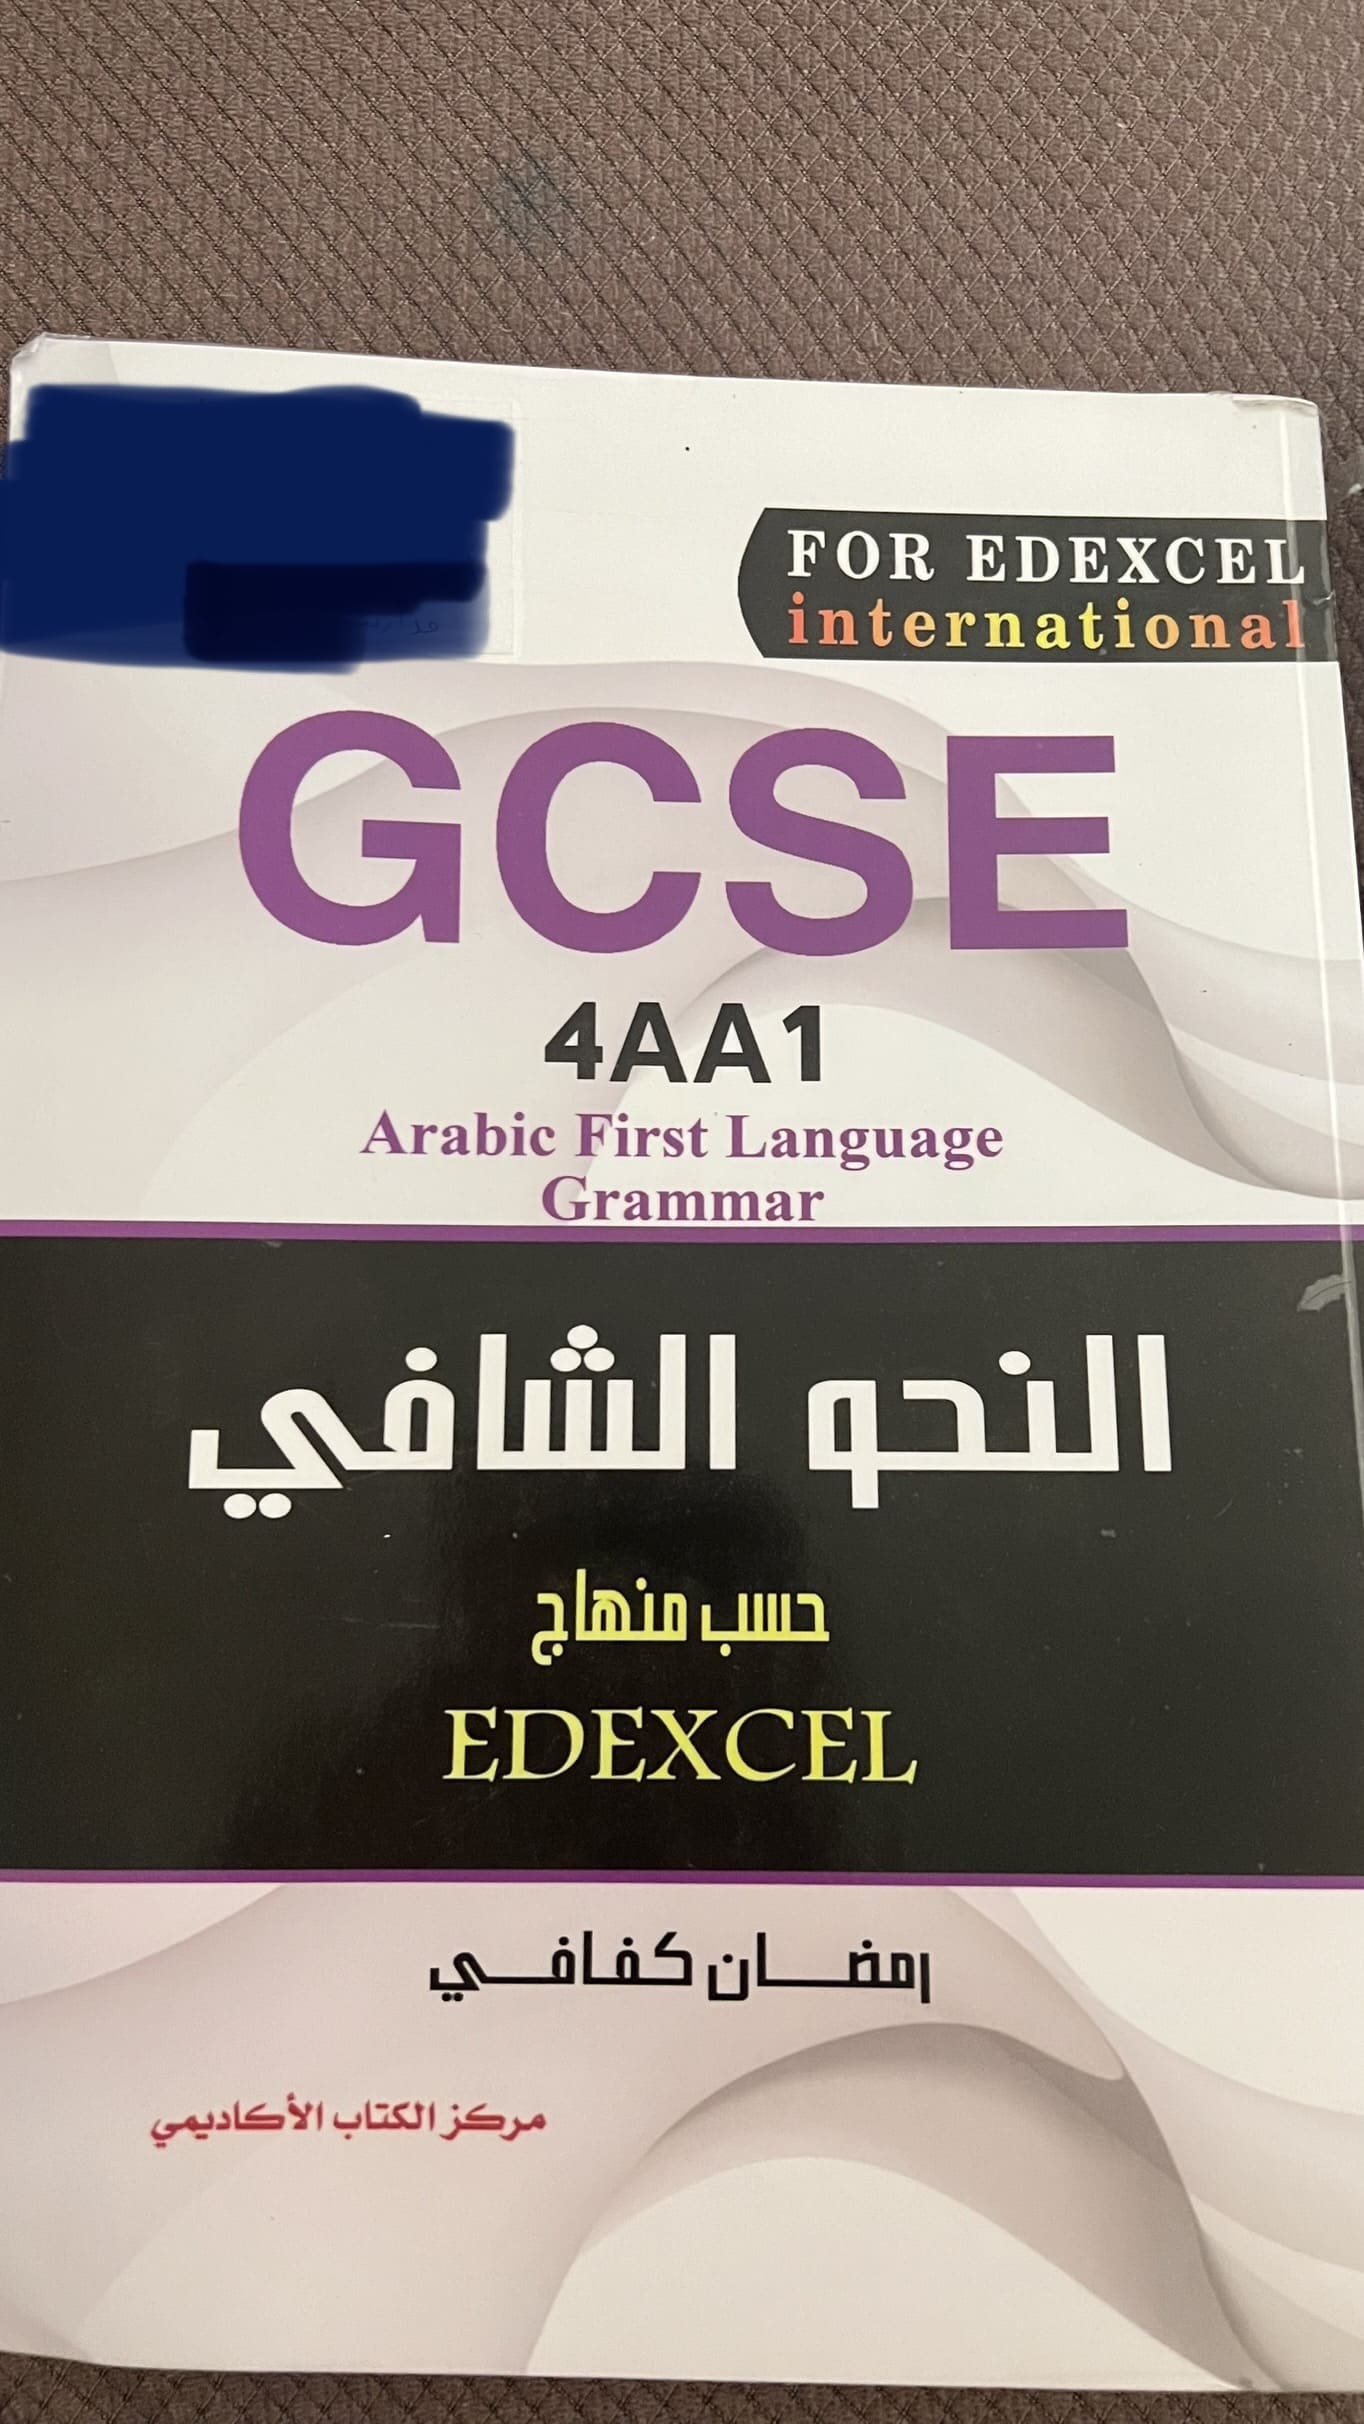 FOR EDEXCEL
international
GCSE
4AA1
Arabic First Language
Grammar
النحو الشافي
حسب منهاج
EDEXCEL
رمضان كفافي
مركز الكتاب الأكاديمي